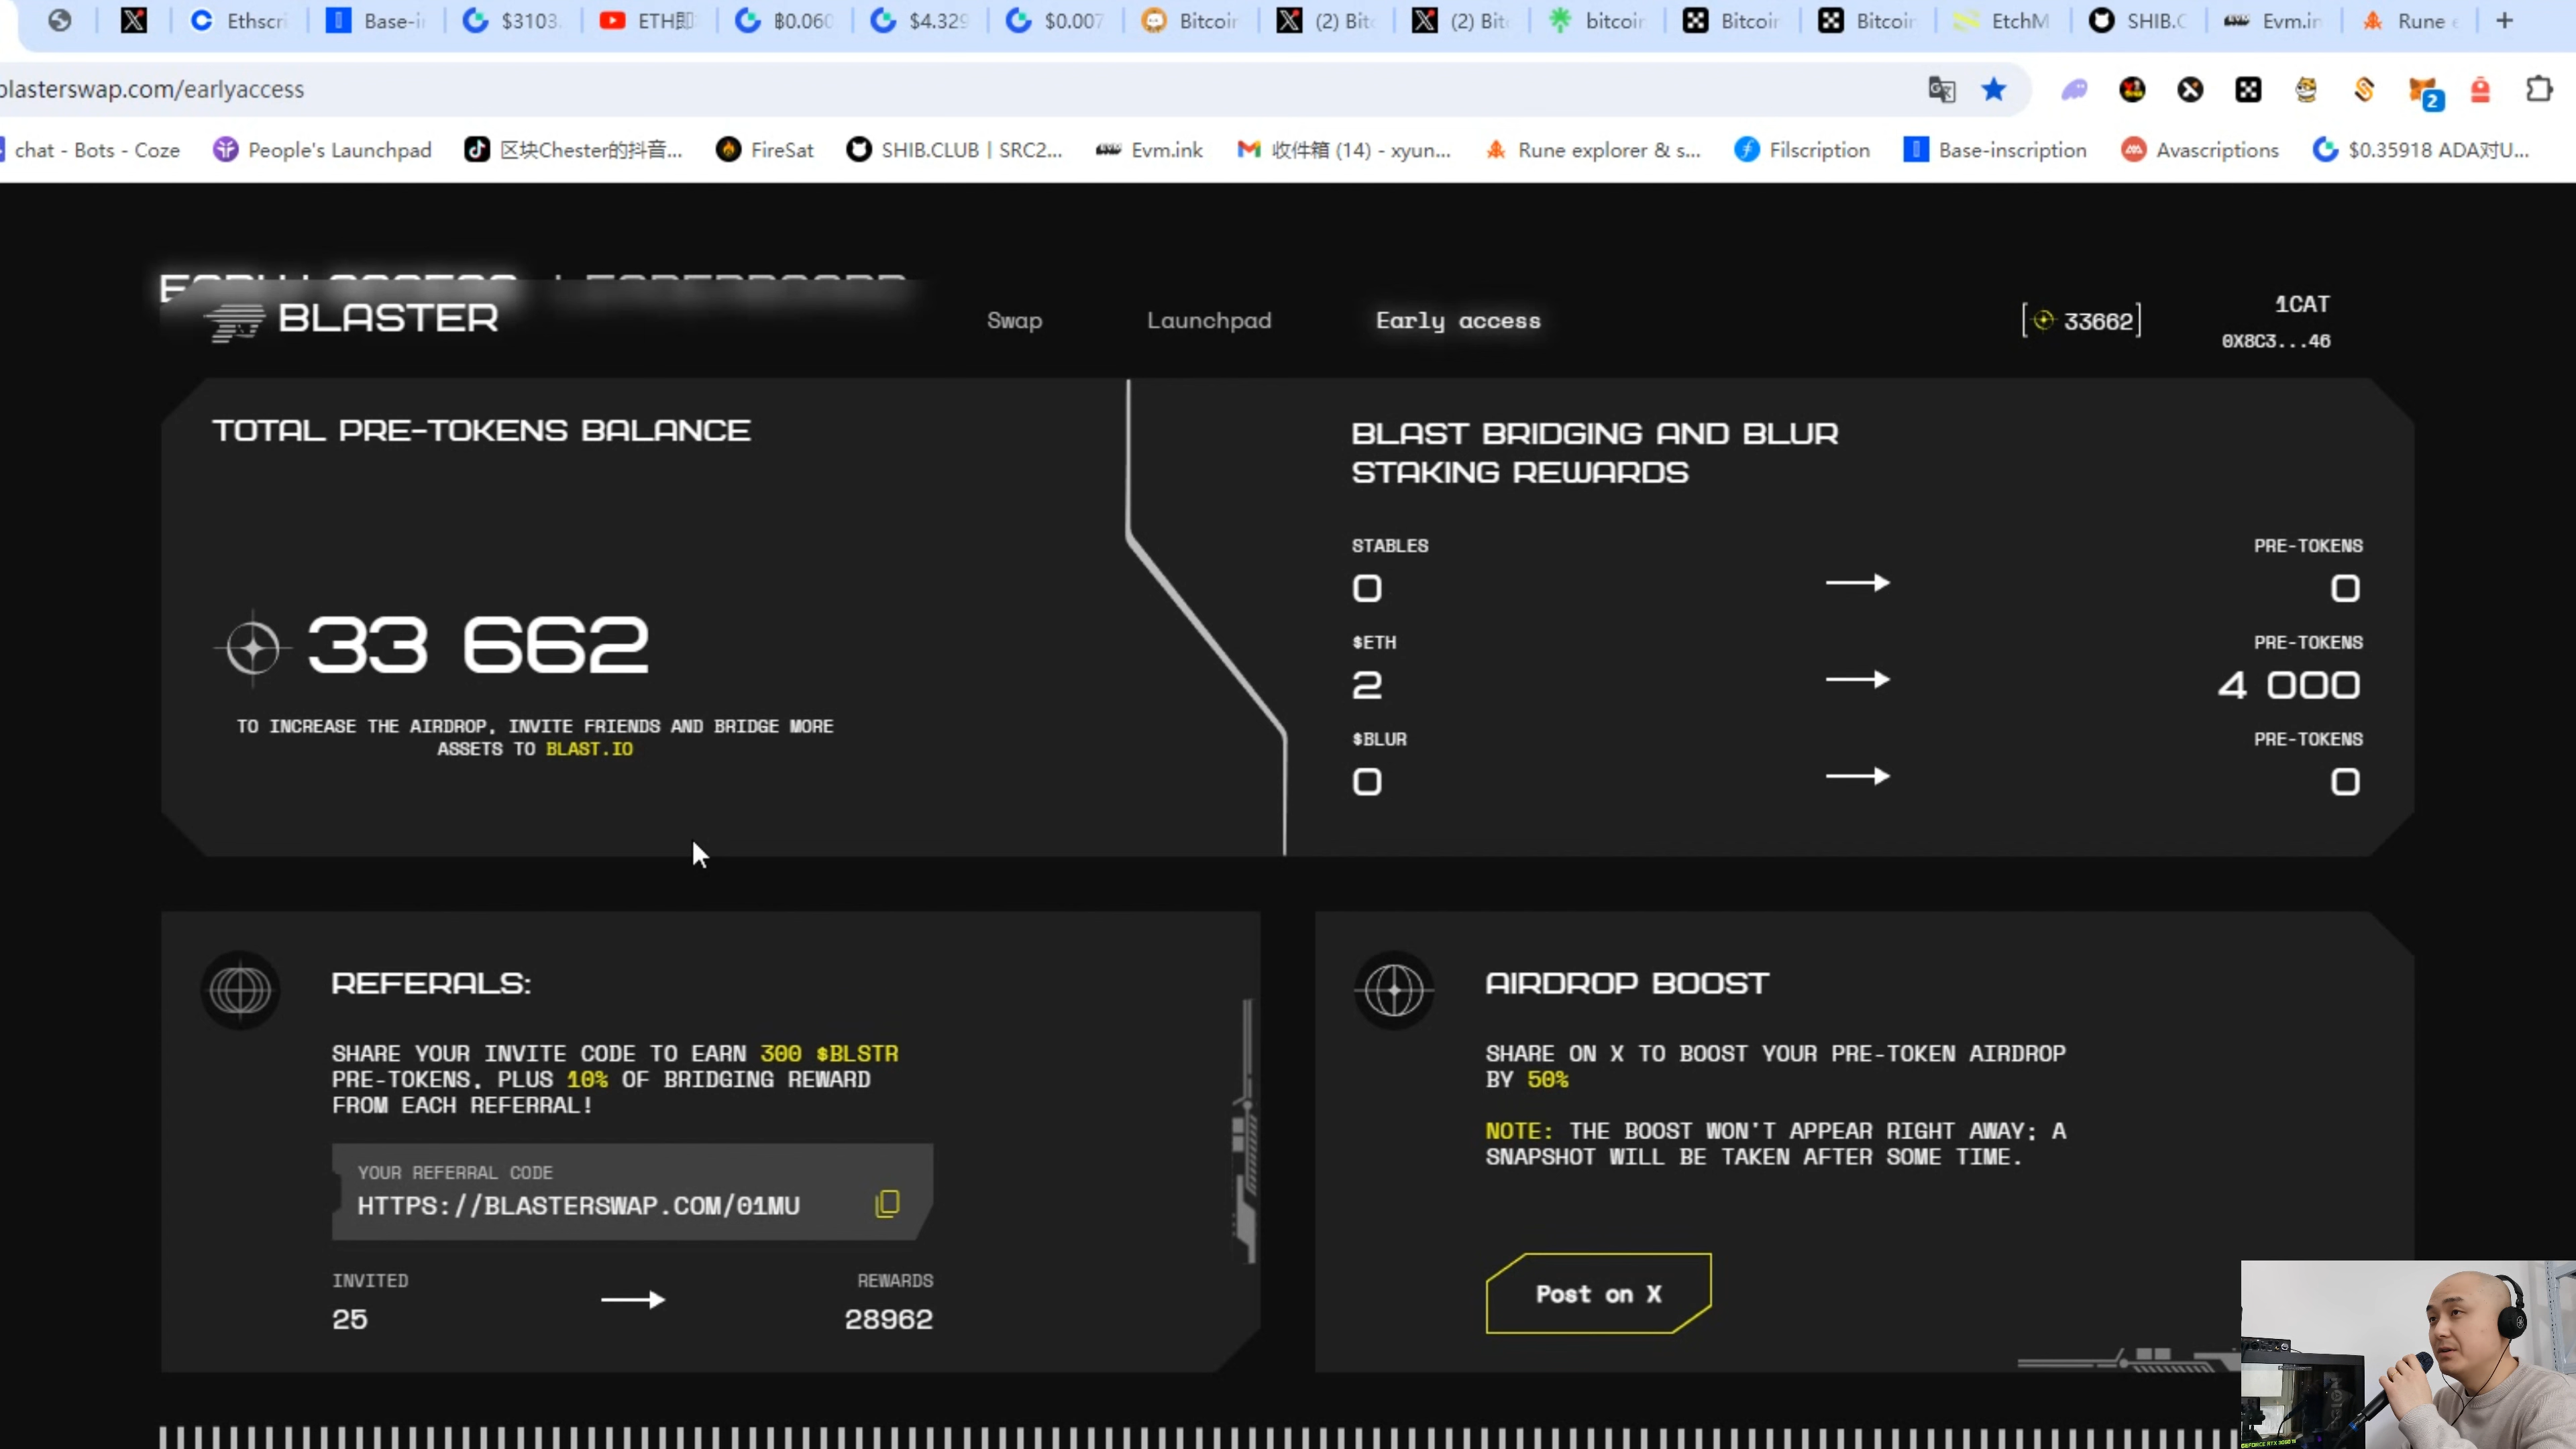 Ethscri
Base-i
$3103.
ETH即
฿0.060
$4.329
$0.007
Bitcoin
(2) Bit
(2) Bit
bitcoin
Bitcoin
Bitcoin
EtchM
SHIB.C
Evm.in
Rune e
blasterswap.com/earlyaccess
2
chat - Bots - Coze
People's Launchpad
区块Chester的抖音...
FireSat
SHIB.CLUB | SRC2...
Evm.ink
收件箱 (14) - xyun...
Rune explorer & s...
Filscription
Base-inscription
Avascriptions
$0.35918 ADA对U...
EARLY ACCESS LEADERBOARD
BLASTER
Swap
Launchpad
Early access
[33662]
1CAT
0X8C3...46
TOTAL PRE-TOKENS BALANCE
33 662
TO INCREASE THE AIRDROP, INVITE FRIENDS AND BRIDGE MORE
ASSETS TO BLAST.IO
BLAST BRIDGING AND BLUR
STAKING REWARDS
STABLES
PRE-TOKENS
0
0
$ETH
PRE-TOKENS
2
4 000
$BLUR
PRE-TOKENS
0
0
REFERALS:
SHARE YOUR INVITE CODE TO EARN 300 $BLSTR
PRE-TOKENS, PLUS 10% OF BRIDGING REWARD
FROM EACH REFERRAL!
YOUR REFERRAL CODE
HTTPS://BLASTERSWAP.COM/01MU
INVITED
REWARDS
25
28962
AIRDROP BOOST
SHARE ON X TO BOOST YOUR PRE-TOKEN AIRDROP
BY 50%
NOTE: THE BOOST WON'T APPEAR RIGHT AWAY; A
SNAPSHOT WILL BE TAKEN AFTER SOME TIME.
Post on X